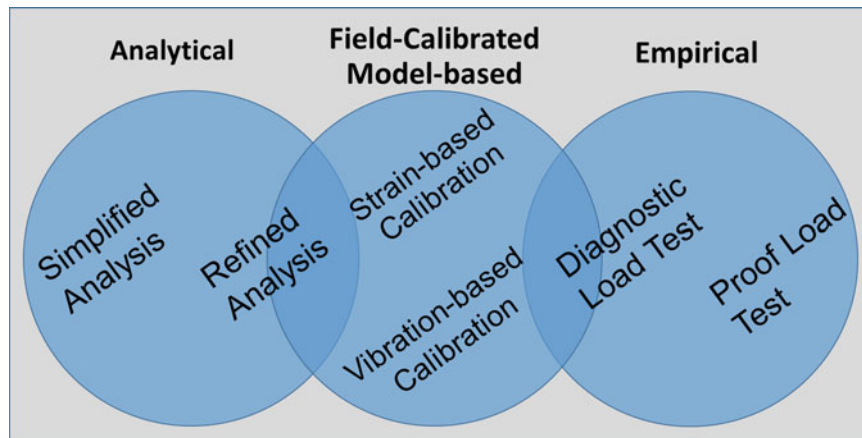 Analytical
Field-Calibrated
Model-based
Empirical
Simplified
Analysis
Refined
Analysis
Strain-based
Calibration
Vibration-based
Calibration
Diagnostic
Load Test
Proof Load
Test